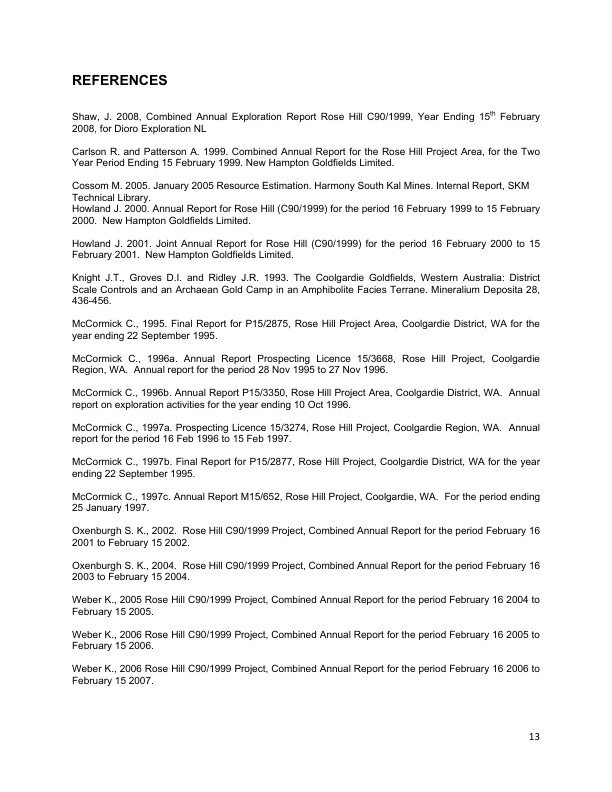 REFERENCES
Shaw, J. 2008, Combined Annual Exploration Report Rose Hill C90/1999, Year Ending 15th February
2008, for Dioro Exploration NL
Carlson R. and Patterson A. 1999. Combined Annual Report for the Rose Hill Project Area, for the Two
Year Period Ending 15 February 1999. New Hampton Goldfields Limited.
Cossom M. 2005. January 2005 Resource Estimation. Harmony South Kal Mines. Internal Report, SKM
Technical Library.
Howland J. 2000. Annual Report for Rose Hill (C90/1999) for the period 16 February 1999 to 15 February
2000.  New Hampton Goldfields Limited.
Howland J. 2001. Joint Annual Report for Rose Hill (C90/1999) for the period 16 February 2000 to 15
February 2001.  New Hampton Goldfields Limited.
Knight J.T., Groves D.I. and Ridley J.R. 1993. The Coolgardie Goldfields, Western Australia: District
Scale Controls and an Archaean Gold Camp in an Amphibolite Facies Terrane. Mineralium Deposita 28,
436-456.
McCormick C., 1995. Final Report for P15/2875, Rose Hill Project Area, Coolgardie District, WA for the
year ending 22 September 1995.
McCormick C., 1996a. Annual Report Prospecting Licence 15/3668, Rose Hill Project, Coolgardie
Region, WA.  Annual report for the period 28 Nov 1995 to 27 Nov 1996.
McCormick C., 1996b. Annual Report P15/3350, Rose Hill Project Area, Coolgardie District, WA.  Annual
report on exploration activities for the year ending 10 Oct 1996.
McCormick C., 1997a. Prospecting Licence 15/3274, Rose Hill Project, Coolgardie Region, WA.  Annual
report for the period 16 Feb 1996 to 15 Feb 1997.
McCormick C., 1997b. Final Report for P15/2877, Rose Hill Project, Coolgardie District, WA for the year
ending 22 September 1995.
McCormick C., 1997c. Annual Report M15/652, Rose Hill Project, Coolgardie, WA.  For the period ending
25 January 1997.
Oxenburgh S. K., 2002.  Rose Hill C90/1999 Project, Combined Annual Report for the period February 16
2001 to February 15 2002.
Oxenburgh S. K., 2004.  Rose Hill C90/1999 Project, Combined Annual Report for the period February 16
2003 to February 15 2004.
Weber K., 2005 Rose Hill C90/1999 Project, Combined Annual Report for the period February 16 2004 to
February 15 2005.
Weber K., 2006 Rose Hill C90/1999 Project, Combined Annual Report for the period February 16 2005 to
February 15 2006.
Weber K., 2006 Rose Hill C90/1999 Project, Combined Annual Report for the period February 16 2006 to
February 15 2007.
13